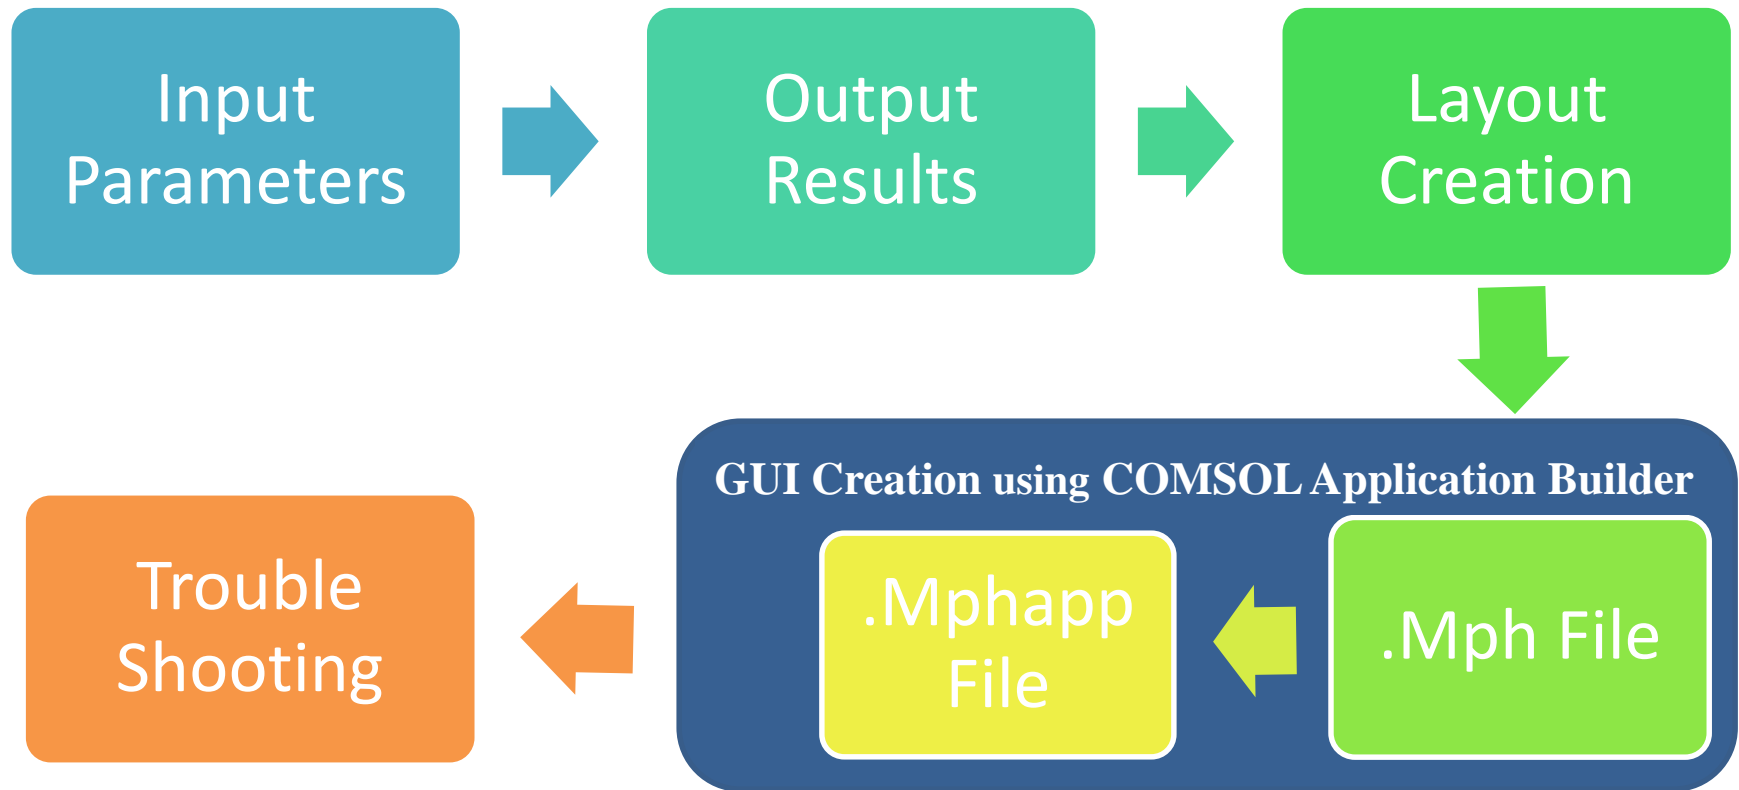 Input
Parameters
Output
Results
Layout
Creation
GUI Creation using COMSOL Application Builder
.Mph File
.Mphapp
File
Trouble
Shooting